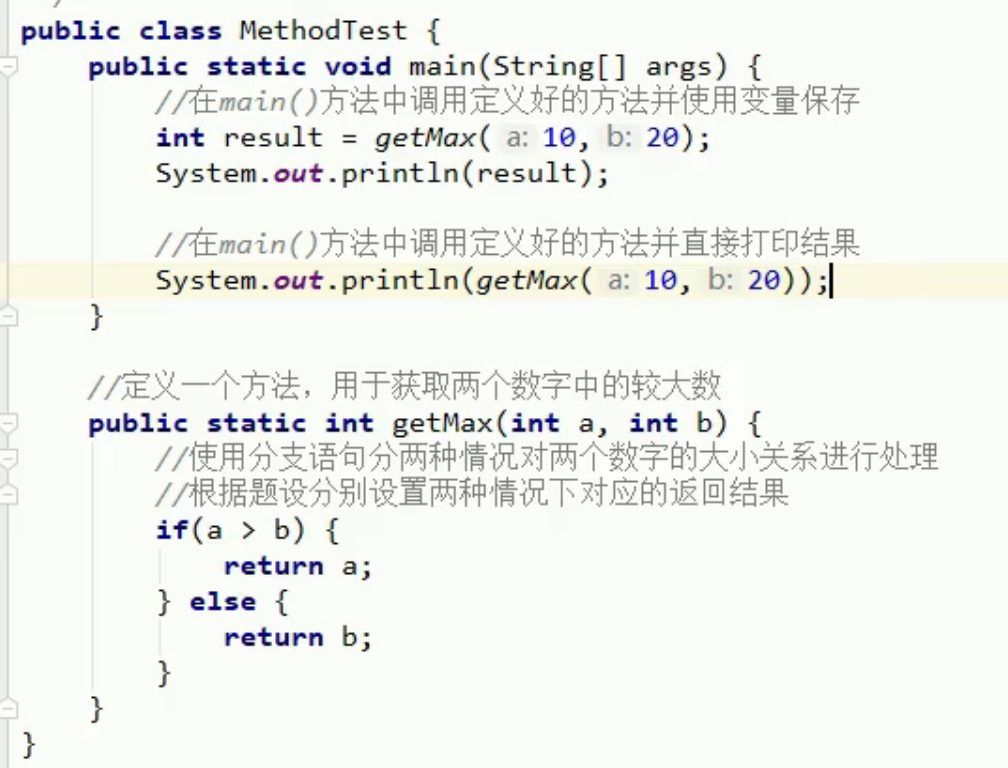 public class MethodTest {
public static void main(String[] args) {
//在main()方法中调用定义好的方法并使用变量保存
int result = getMax( a: 10, b: 20);
System.out.println(result);
//在main()方法中调用定义好的方法并直接打印结果
System.out.println(getMax( a: 10, b: 20));
}
//定义一个方法，用于获取两个数字中的较大数
public static int getMax(int a, int b) {
//使用分支语句分两种情况对两个数字的大小关系进行处理
//根据题设分别设置两种情况下对应的返回结果
if(a > b) {
return a;
} else {
return b;
}
}
}